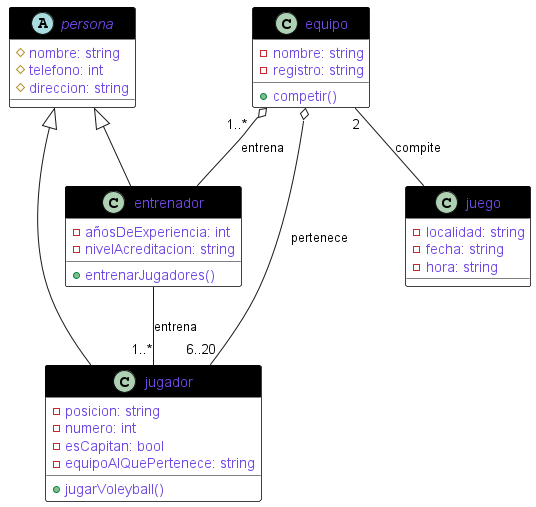 A persona
nombre: string
telefono: int
direccion: string
C equipo
nombre: string
registro: string
competir()
1..*
entrena
2
compite
C entrenador
añosDeExperiencia: int
nivelAcreditacion: string
entrenarJugadores()
C juego
localidad: string
fecha: string
hora: string
pertenece
entrena
1..*
6..20
C jugador
posicion: string
numero: int
esCapitan: bool
equipoAlQuePertenece: string
jugarVoleyball()